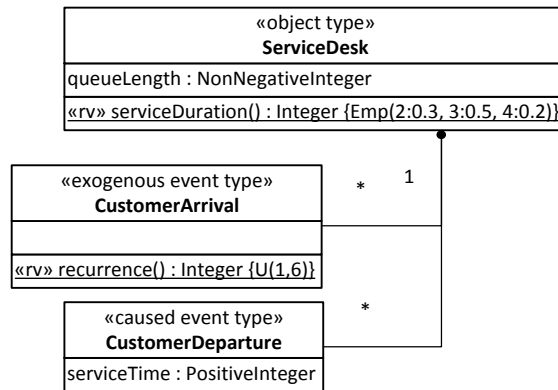 «object type»
ServiceDesk
queueLength : NonNegativeInteger
«rv» serviceDuration() : Integer {Emp(2:0.3, 3:0.5, 4:0.2)}
«exogenous event type»
CustomerArrival
* 1
«rv» recurrence() : Integer {U(1,6)}
«caused event type»
CustomerDeparture
*
serviceTime : PositiveInteger